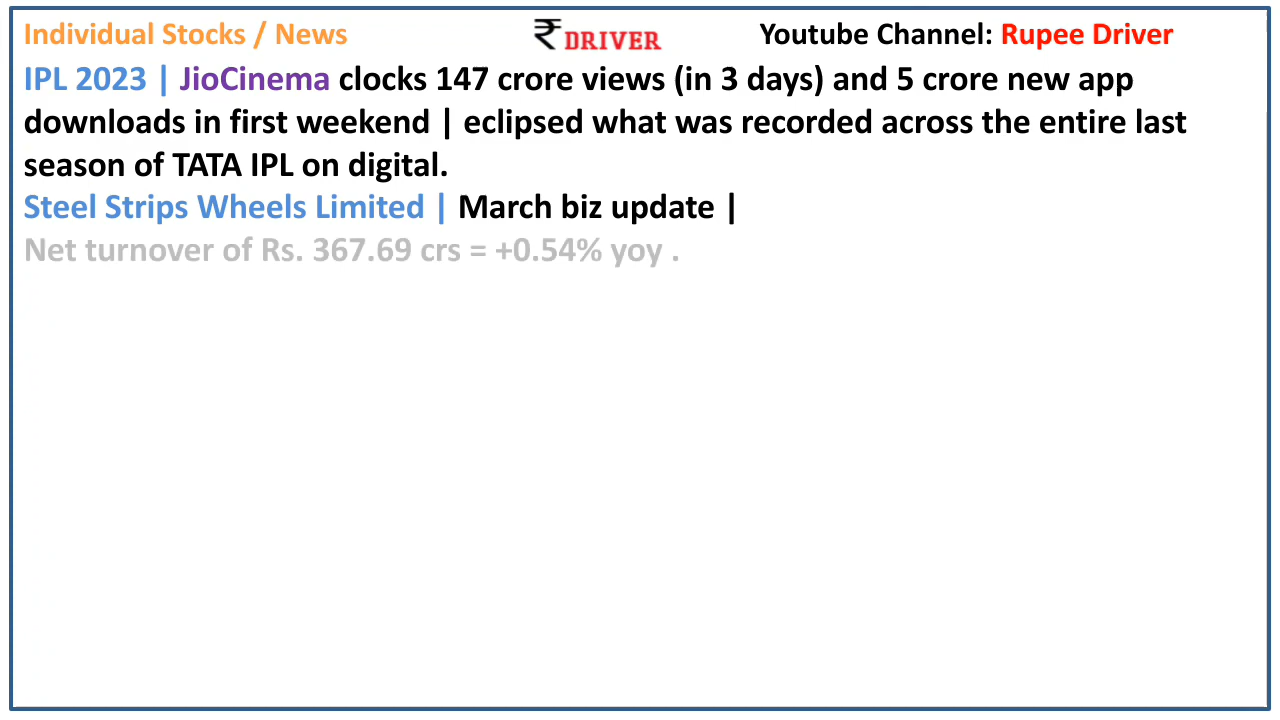 Individual Stocks / News
₹ DRIVER
Youtube Channel: Rupee Driver
IPL 2023 | JioCinema clocks 147 crore views (in 3 days) and 5 crore new app
downloads in first weekend | eclipsed what was recorded across the entire last
season of TATA IPL on digital.
Steel Strips Wheels Limited | March biz update |
Net turnover of Rs. 367.69 crs = +0.54% yoy .